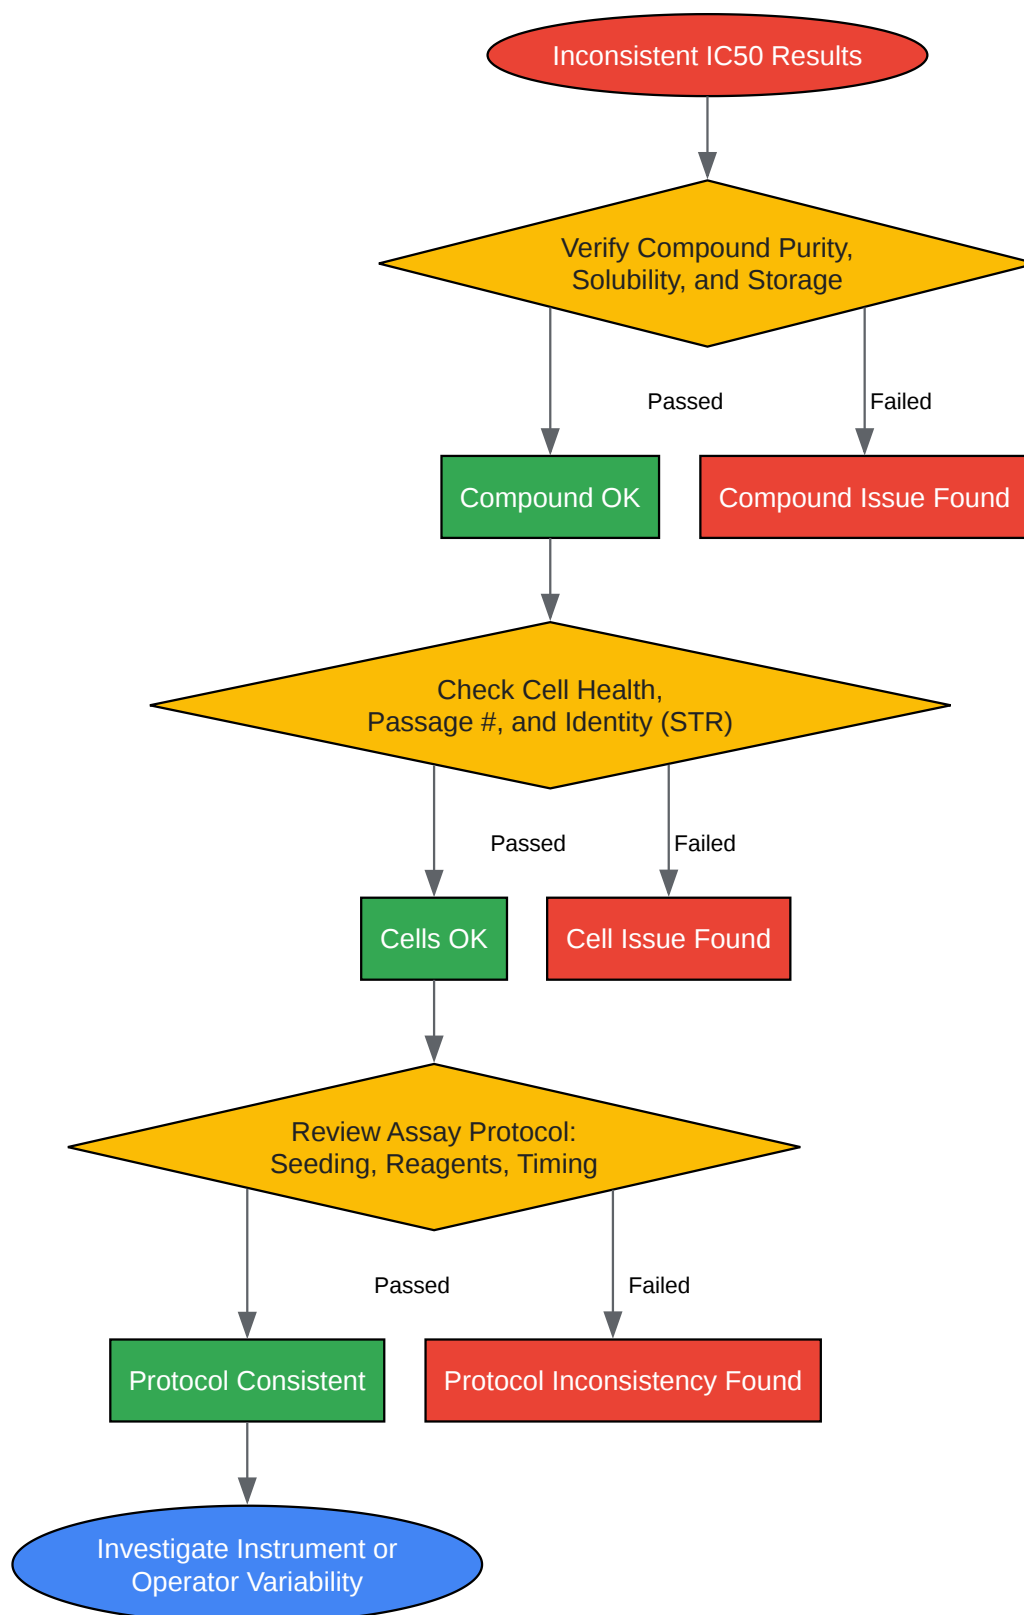 Inconsistent IC50 Results
Verify Compound Purity,
Solubility, and Storage
Passed
Failed
Compound OK
Compound Issue Found
Check Cell Health,
Passage #, and Identity (STR)
Passed
Failed
Cells OK
Cell Issue Found
Review Assay Protocol:
Seeding, Reagents, Timing
Passed
Failed
Protocol Consistent
Protocol Inconsistency Found
Investigate Instrument or
Operator Variability